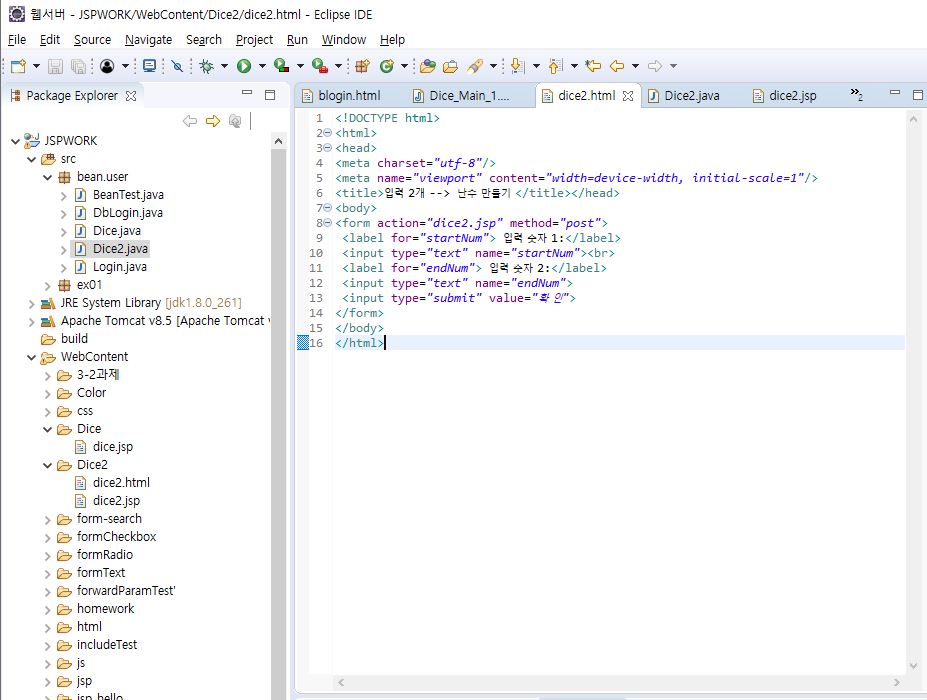 웹서버 - JSPWORK/WebContent/Dice2/dice2.html - Eclipse IDE
File Edit Source Navigate Search Project Run Window Help
Package Explorer
JSPWORK
src
bean.user
BeanTest.java
DbLogin.java
Dice.java
Dice2.java
Login.java
ex01
JRE System Library [jdk1.8.0_261]
Apache Tomcat v8.5 [Apache Tomcat
build
WebContent
3-2과제
Color
css
Dice
dice.jsp
Dice2
dice2.html
dice2.jsp
form-search
formCheckbox
formRadio
formText
forwardParamTest'
homework
html
includeTest
js
jsp
jsp_hello
blogin.html Dice_Main_1.... dice2.html Dice2.java dice2.jsp »2
1 <!DOCTYPE html>
2 <html>
3 <head>
4 <meta charset="utf-8"/>
5 <meta name="viewport" content="width=device-width, initial-scale=1"/>
6 <title>입력 2개 --> 난수 만들기 </title></head>
7 <body>
8 <form action="dice2.jsp" method="post">
9 <label for="startNum"> 입력 숫자 1:</label>
10 <input type="text" name="startNum"><br>
11 <label for="endNum"> 입력 숫자 2:</label>
12 <input type="text" name="endNum">
13 <input type="submit" value="확 인">
14 </form>
15 </body>
16 </html>